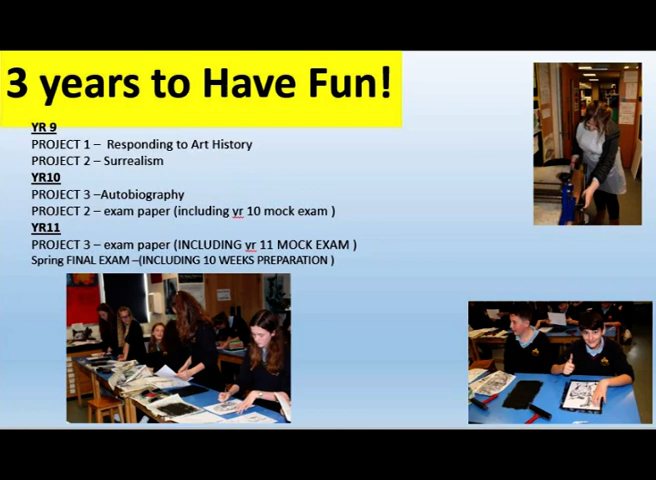 3 years to Have Fun!
YR 9
PROJECT 1 – Responding to Art History
PROJECT 2 – Surrealism
YR10
PROJECT 3 –Autobiography
PROJECT 2 – exam paper (including yr 10 mock exam )
YR11
PROJECT 3 – exam paper (INCLUDING yr 11 MOCK EXAM )
Spring FINAL EXAM –(INCLUDING 10 WEEKS PREPARATION )